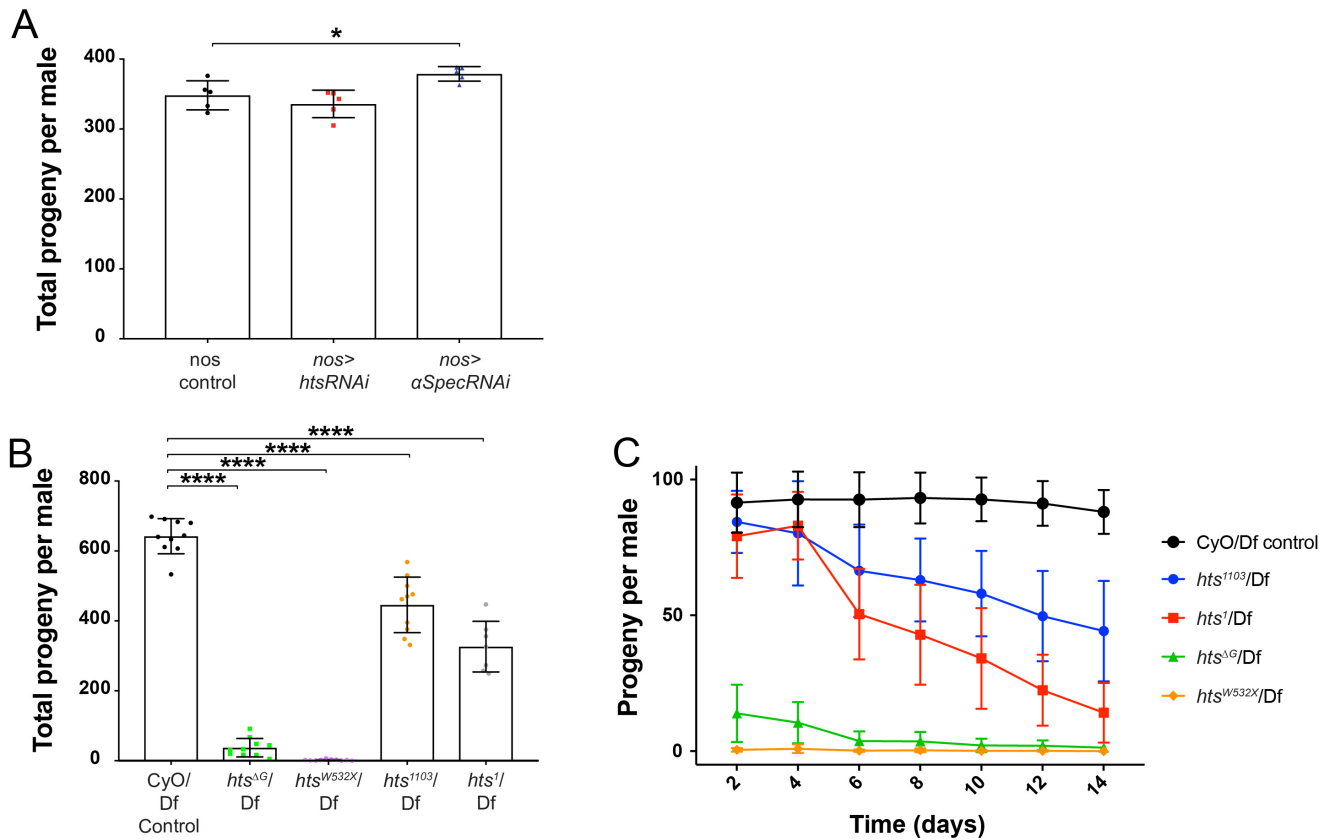 A
*
Total progeny per male
400
300
200
100
0
nos control
nos> htsRNAi
nos> αSpecRNAi
B
****
****
****
****
Total progeny per male
800
600
400
200
0
CyO/ Df Control
hts^ΔG/ Df
hts^W532X/ Df
hts^1103/ Df
hts^1/ Df
C
Progeny per male
100
50
0
2
4
6
8
10
12
14
Time (days)
CyO/Df control
hts^1103/Df
hts^1/Df
hts^ΔG/Df
hts^W532X/Df